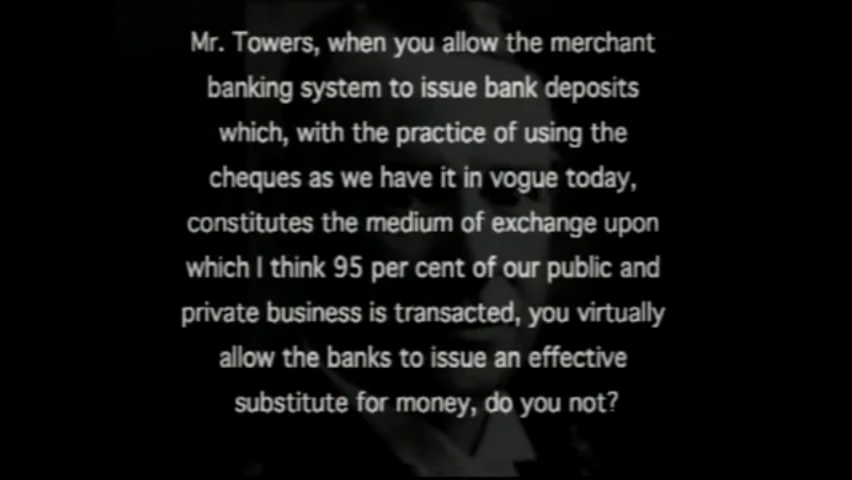 Mr. Towers, when you allow the merchant
banking system to issue bank deposits
which, with the practice of using the
cheques as we have it in vogue today,
constitutes the medium of exchange upon
which I think 95 per cent of our public and
private business is transacted, you virtually
allow the banks to issue an effective
substitute for money, do you not?